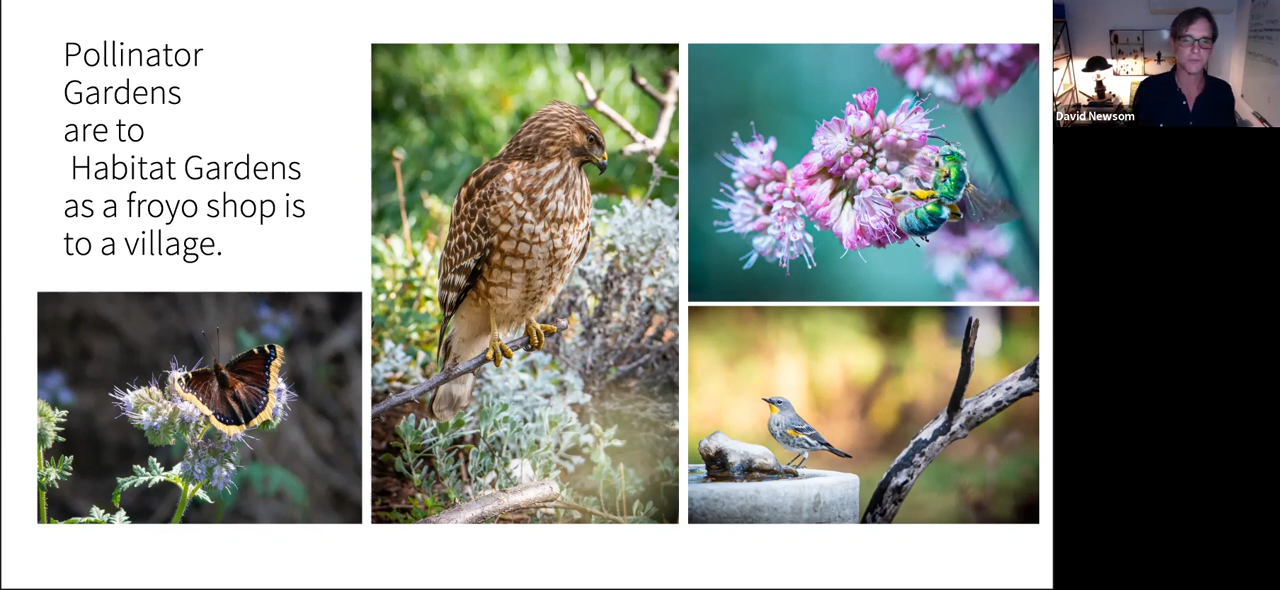 Pollinator
Gardens
are to
Habitat Gardens
as a froyo shop is
to a village.
David Newsom